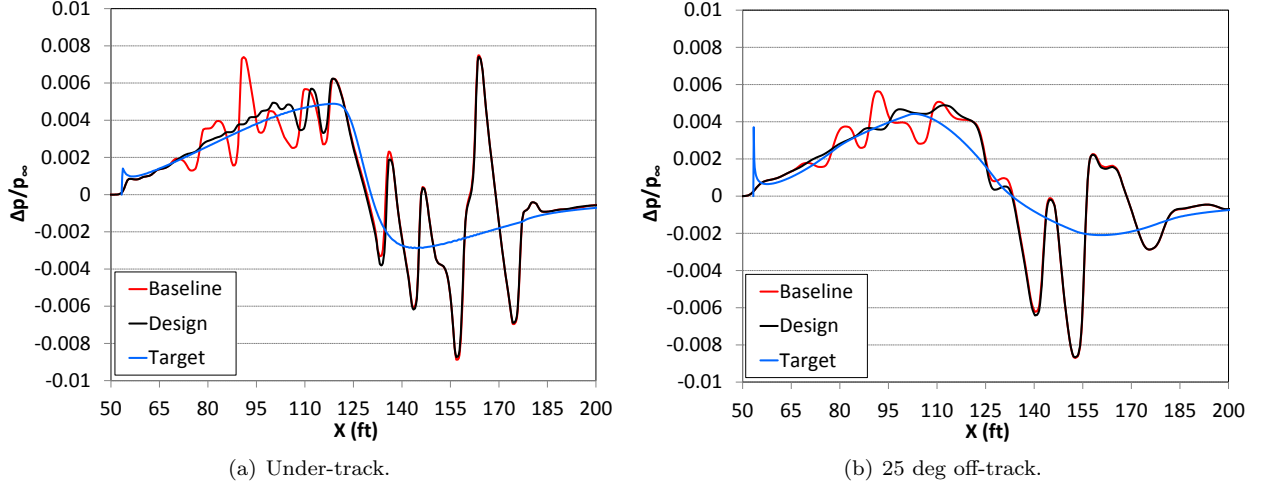 0.01
0.008
0.006
0.004
0.002
0
-0.002
-0.004
-0.006
-0.008
-0.01
Δp/p∞
Baseline
Design
Target
50 65 80 95 110 125 140 155 170 185 200
X (ft)
(a) Under-track.
0.01
0.008
0.006
0.004
0.002
0
-0.002
-0.004
-0.006
-0.008
-0.01
Δp/p∞
Baseline
Design
Target
50 65 80 95 110 125 140 155 170 185 200
X (ft)
(b) 25 deg off-track.